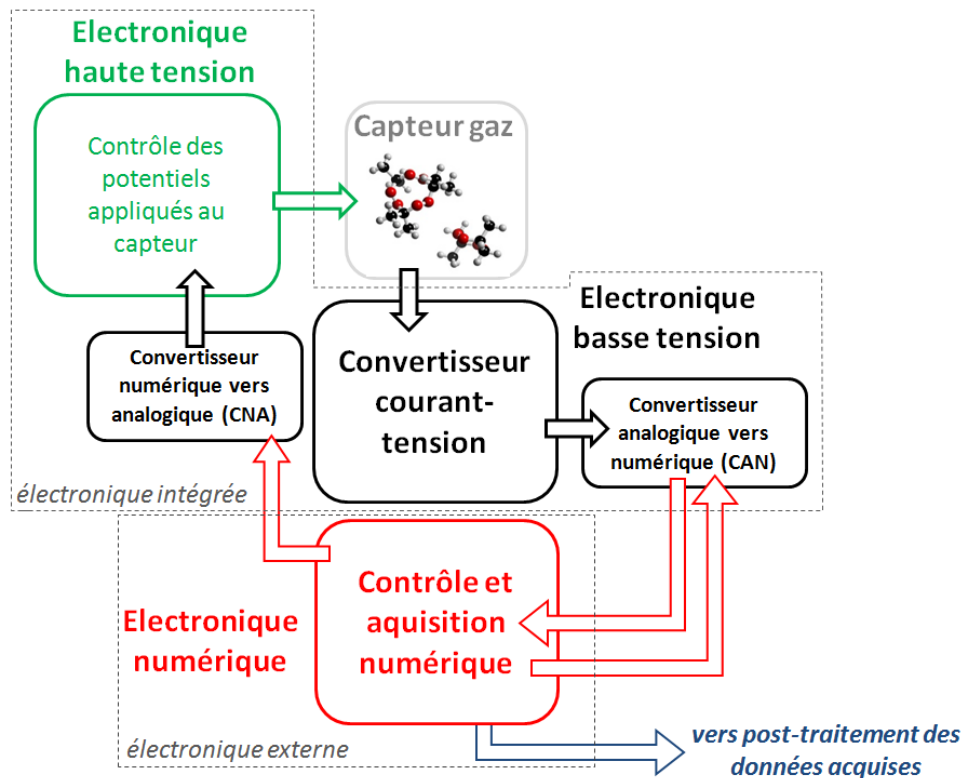 Electronique
haute tension
Contrôle des
potentiels
appliqués au
capteur
Capteur gaz
Convertisseur
numérique vers
analogique (CNA)
électronique intégrée
Convertisseur
courant-
tension
Electronique
basse tension
Convertisseur
analogique vers
numérique (CAN)
Electronique
numérique
Contrôle et
aquisition
numérique
électronique externe
vers post-traitement des
données acquises